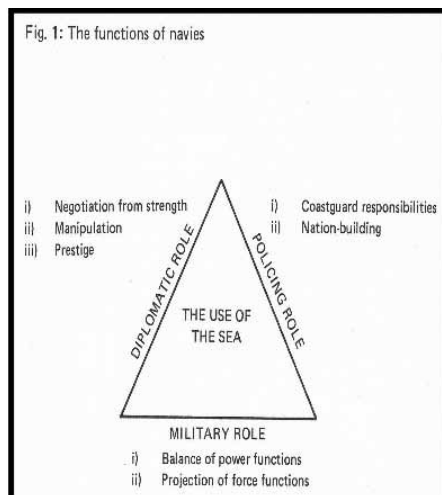 Fig. 1: The functions of navies
i) Negotiation from strength
ii) Manipulation
iii) Prestige
i) Coastguard responsibilities
ii) Nation-building
DIPLOMATIC ROLE
POLICING ROLE
THE USE OF
THE SEA
MILITARY ROLE
i) Balance of power functions
ii) Projection of force functions